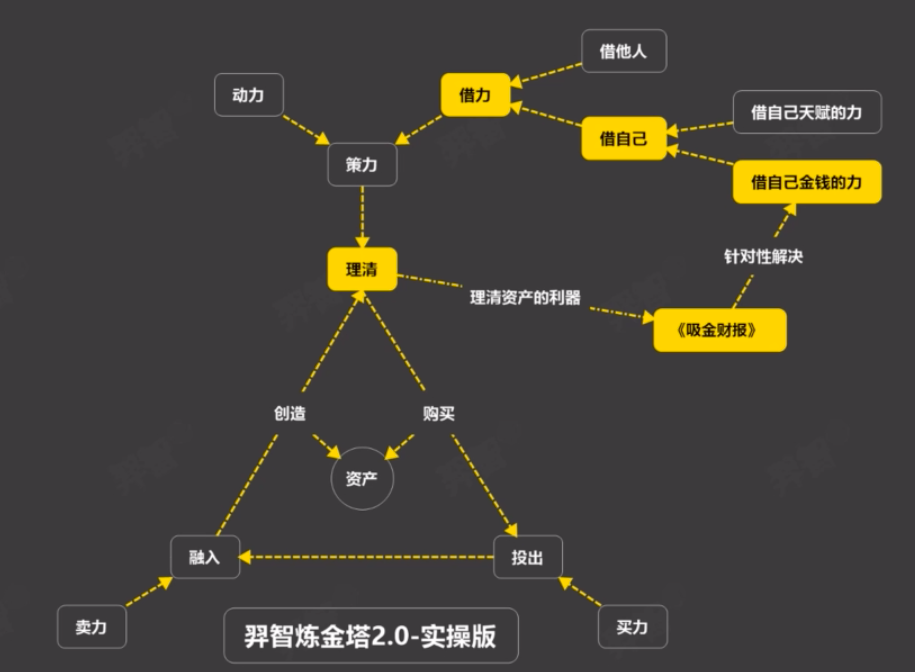 借他人
动力
借力
借自己天赋的力
借自己
策力
借自己金钱的力
针对性解决
理清
理清资产的利器
《吸金财报》
创造
购买
资产
融入
投出
卖力
羿智炼金塔2.0-实操版
买力